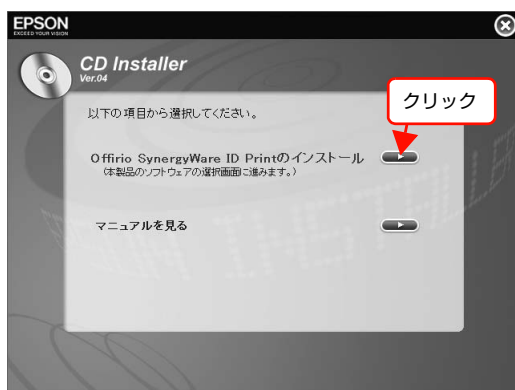 EPSON
EXCEED YOUR VISION
CD Installer
Ver.04
以下の項目から選択してください。
クリック
Offirio SynergyWare ID Printのインストール
(本製品のソフトウェアの選択画面に進みます。)
マニュアルを見る